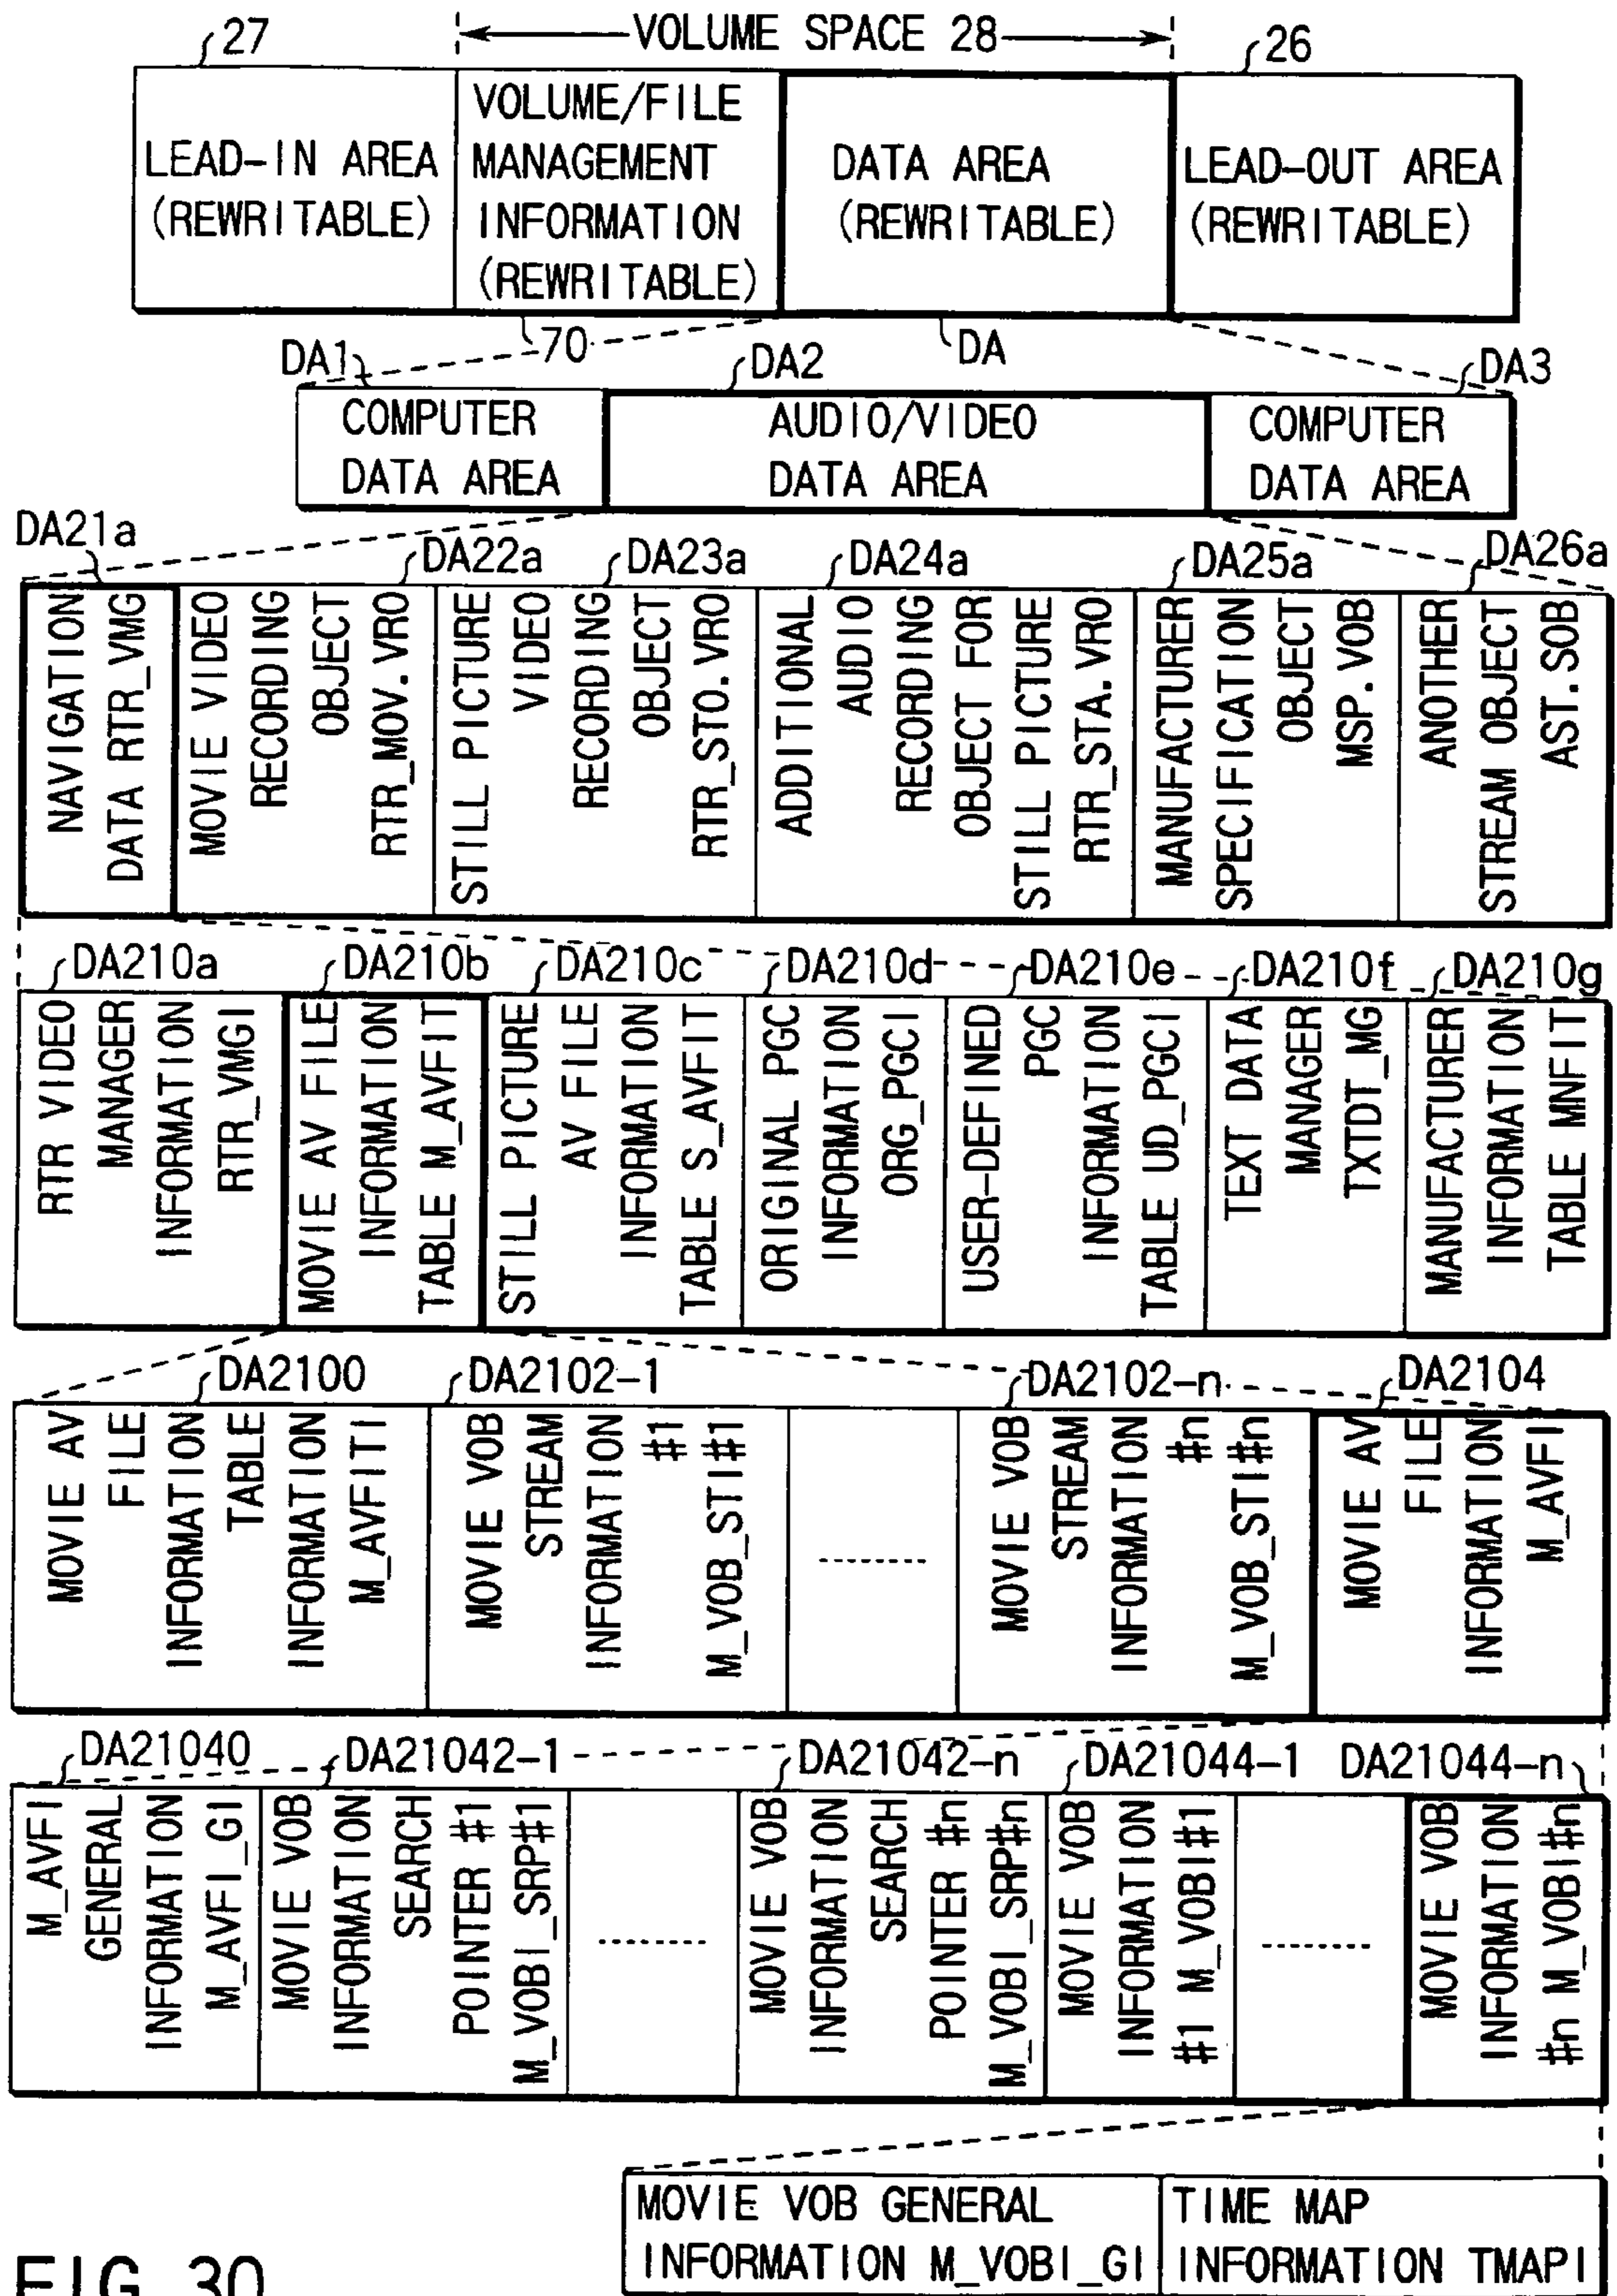 27
VOLUME SPACE 28
26
LEAD-IN AREA
(REWRITABLE)
VOLUME/FILE
MANAGEMENT
INFORMATION
(REWRITABLE)
DATA AREA
(REWRITABLE)
LEAD-OUT AREA
(REWRITABLE)
70
DA
DA1
DA2
DA3
COMPUTER
DATA AREA
AUDIO/VIDEO
DATA AREA
COMPUTER
DATA AREA
DA21a
DA22a
DA23a
DA24a
DA25a
DA26a
NAVIGATION
DATA RTR_VMG
MOVIE VIDEO
RECORDING
OBJECT
RTR_MOV.VRO
STILL PICTURE
VIDEO
RECORDING
OBJECT
RTR_STO.VRO
ADDITIONAL
AUDIO
RECORDING
OBJECT FOR
STILL PICTURE
RTR_STA.VRO
MANUFACTURER
SPECIFICATION
OBJECT
MSP.VOB
ANOTHER
STREAM OBJECT
AST.SOB
DA210a
DA210b
DA210c
DA210d
DA210e
DA210f
DA210g
RTR VIDEO
MANAGER
INFORMATION
RTR_VMGI
MOVIE AV FILE
INFORMATION
TABLE M_AVFIT
STILL PICTURE
AV FILE
INFORMATION
TABLE S_AVFIT
ORIGINAL PGC
INFORMATION
ORG_PGCI
USER-DEFINED
PGC
INFORMATION
TABLE UD_PGCI
TEXT DATA
MANAGER
TXTDT_MG
MANUFACTURER
INFORMATION
TABLE MNFIT
DA2100
DA2102-1
DA2102-n
DA2104
MOVIE AV
FILE
INFORMATION
TABLE
INFORMATION
M_AVFITI
MOVIE VOB
STREAM
INFORMATION
#1
M_VOB_STI#1
MOVIE VOB
STREAM
INFORMATION
#n
M_VOB_STI#n
MOVIE AV
FILE
INFORMATION
M_AVFI
DA21040
DA21042-1
DA21042-n
DA21044-1
DA21044-n
M_AVFI
GENERAL
INFORMATION
M_AVFI_GI
MOVIE VOB
INFORMATION
SEARCH
POINTER #1
M_VOBI_SRP#1
MOVIE VOB
INFORMATION
SEARCH
POINTER #n
M_VOBI_SRP#n
MOVIE VOB
INFORMATION
#1 M_VOBI#1
MOVIE VOB
INFORMATION
#n M_VOBI#n
MOVIE VOB GENERAL
INFORMATION M_VOBI_GI
TIME MAP
INFORMATION TMAPI
FIG. 30